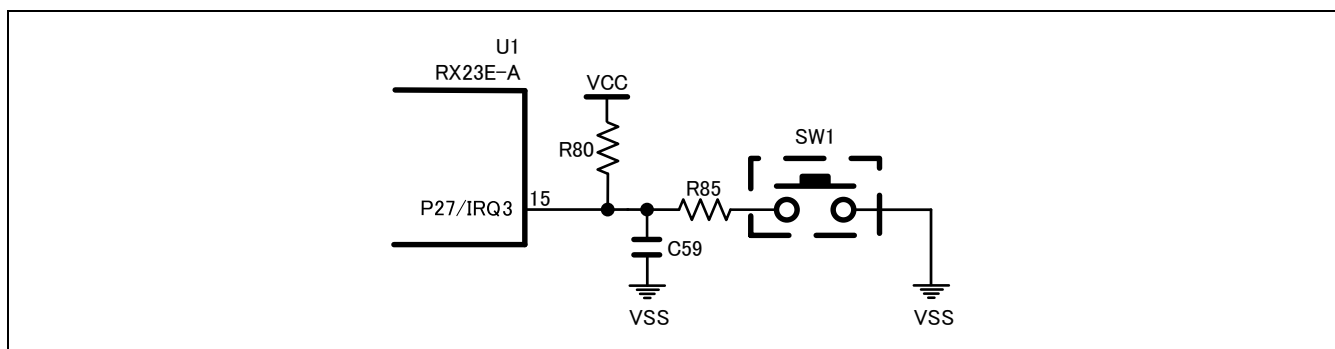 U1
RX23E-A
VCC
SW1
R80
R85
P27/IRQ3
15
C59
VSS
VSS